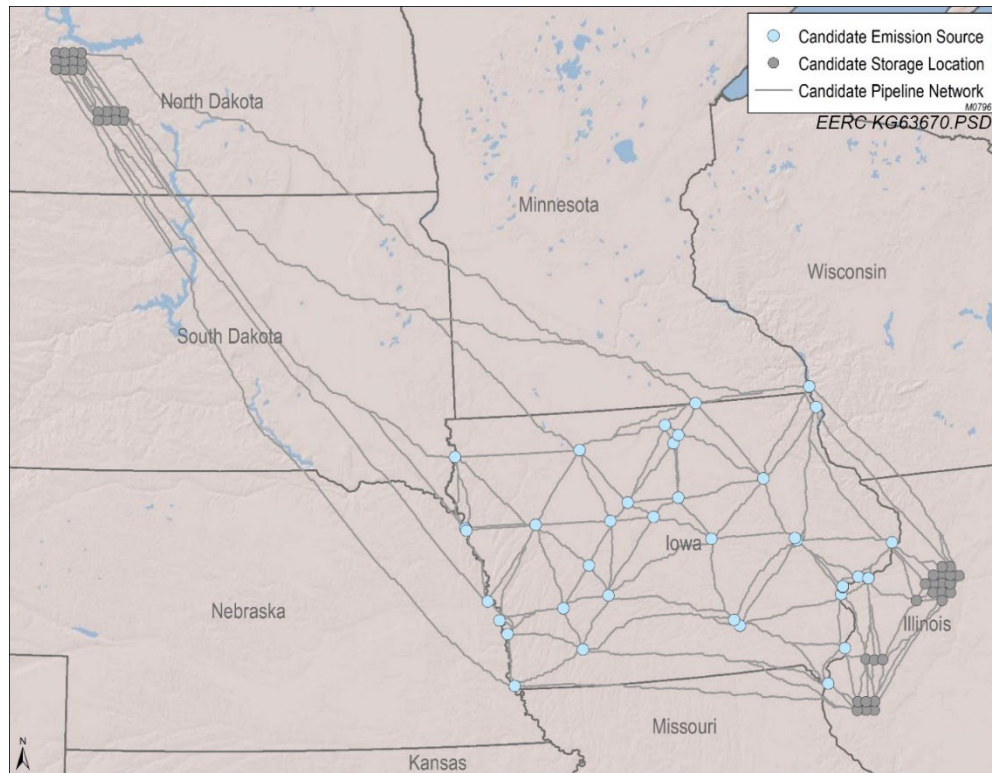 Candidate Emission Source
Candidate Storage Location
Candidate Pipeline Network
M0796
EERC KG63670.PSD
North Dakota
Minnesota
Wisconsin
South Dakota
Iowa
Nebraska
Illinois
Missouri
Kansas
N